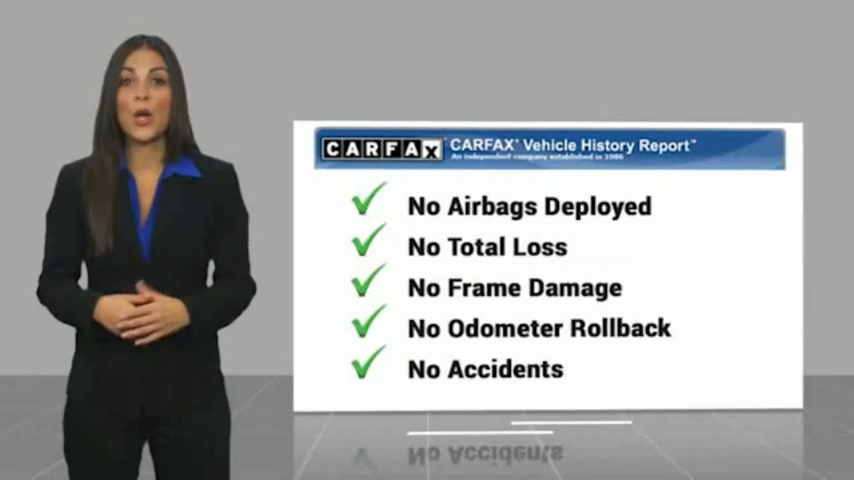 CARFAX CARFAX® Vehicle History Report™
An independent company established in 1986
No Airbags Deployed
No Total Loss
No Frame Damage
No Odometer Rollback
No Accidents
No Accidents